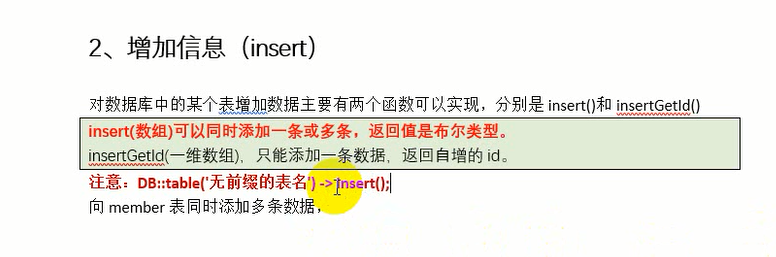 2、增加信息（insert）
对数据库中的某个表增加数据主要有两个函数可以实现，分别是 insert()和 insertGetId()
insert(数组)可以同时添加一条或多条，返回值是布尔类型。
insertGetId(一维数组)，只能添加一条数据，返回自增的 id。
注意：DB::table('无前缀的表名') -> insert();
向 member 表同时添加多条数据，